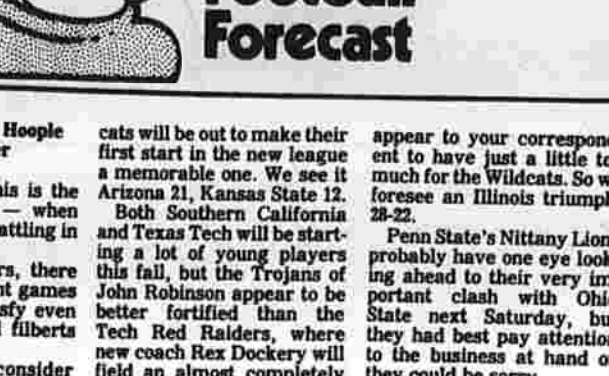 Football
Forecast
Hoople
his is the
— when
attling in
rs, there
games
sfy even
filberts
consider
cats will be out to make their
first start in the new league
a memorable one. We see it
Arizona 21, Kansas State 12.
Both Southern California
and Texas Tech will be start-
ing a lot of young players
this fall, but the Trojans of
John Robinson appear to be
better fortified than the
Tech Red Raiders, where
new coach Rex Dockery will
field an almost completely
appear to your correspond
ent to have just a little to
much for the Wildcats. So w
foresee an Illinois triumph
28-22.
Penn State's Nittany Lion
probably have one eye look
ing ahead to their very im
portant clash with Ohi
State next Saturday, bu
they had best pay attention
to the business at hand o
they could be sorry